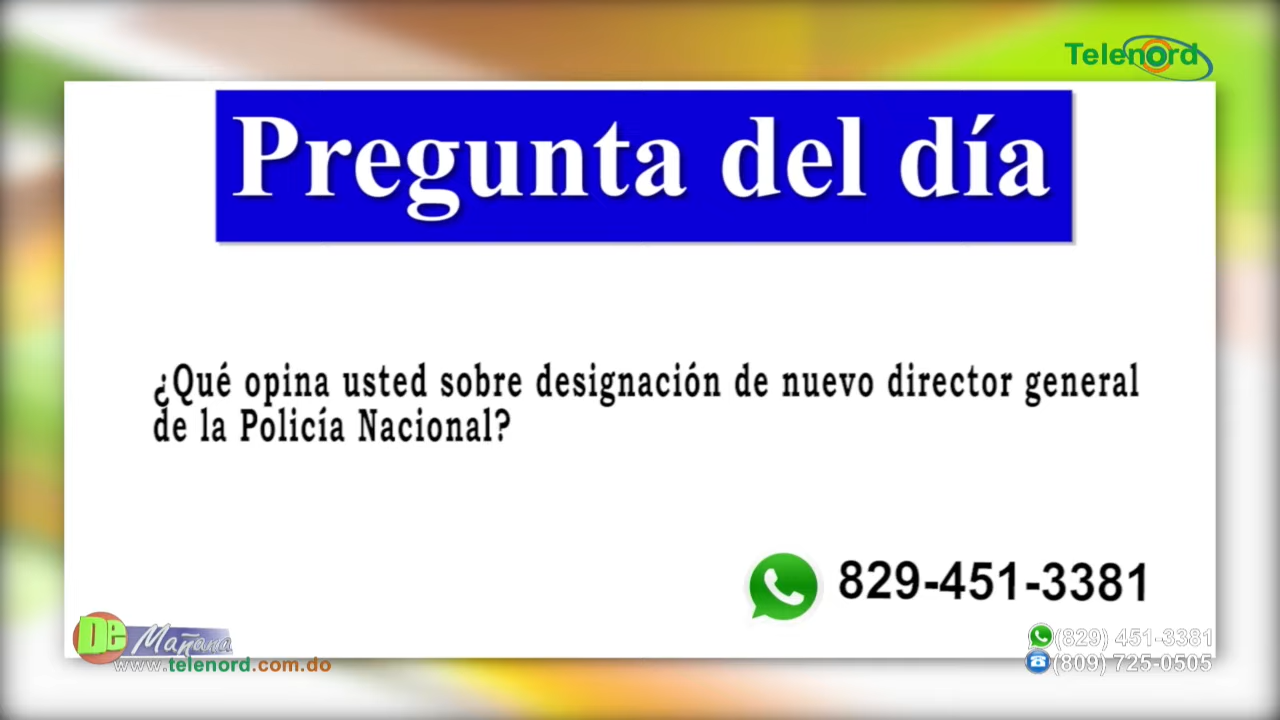 Telenord
Pregunta del día
¿Qué opina usted sobre designación de nuevo director general
de la Policía Nacional?
829-451-3381
De Mañana
www.telenord.com.do
(829) 451-3381
(809) 725-0505